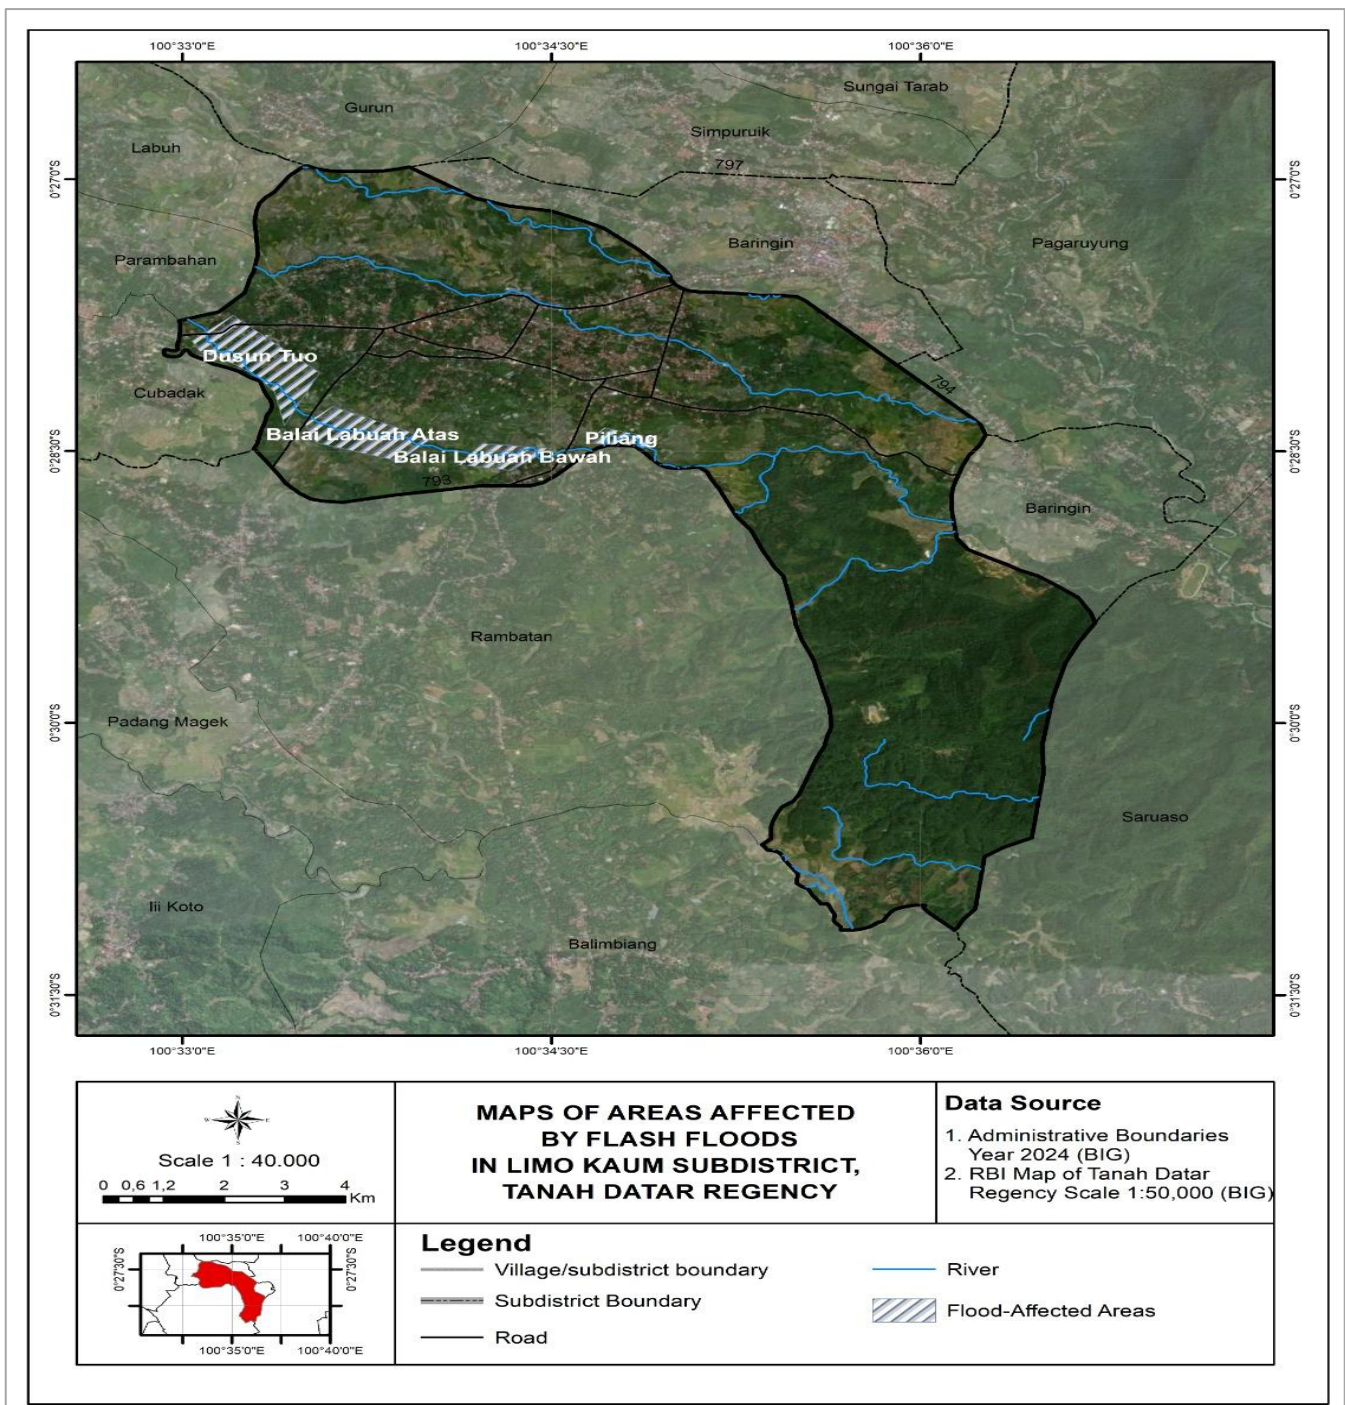 100°33'0"E 100°34'30"E 100°36'0"E
Sungai Tarab
Gurun
Simpuruik
Labuh
797
0°27'0"S 0°27'0"S
Baringin
Pagaruyung
Parambahan
Dusun Tuo
794
Cubadak
Balai Labuah Atas
Piliang
0°28'30"S 0°28'30"S
Balai Labuah Bawah
793
Baringin
Rambatan
Padang Magek
0°30'0"S 0°30'0"S
Saruaso
Iii Koto
Balimbiang
0°31'30"S 0°31'30"S
100°33'0"E 100°34'30"E 100°36'0"E
N
W E
S
Scale 1 : 40.000
0 0,6 1,2 2 3 4
Km
MAPS OF AREAS AFFECTED
BY FLASH FLOODS
IN LIMO KAUM SUBDISTRICT,
TANAH DATAR REGENCY
Data Source
1. Administrative Boundaries
Year 2024 (BIG)
2. RBI Map of Tanah Datar
Regency Scale 1:50,000 (BIG)
100°35'0"E 100°40'0"E
0°27'30"S 0°27'30"S
100°35'0"E 100°40'0"E
Legend
Village/subdistrict boundary
Subdistrict Boundary
Road
River
Flood-Affected Areas